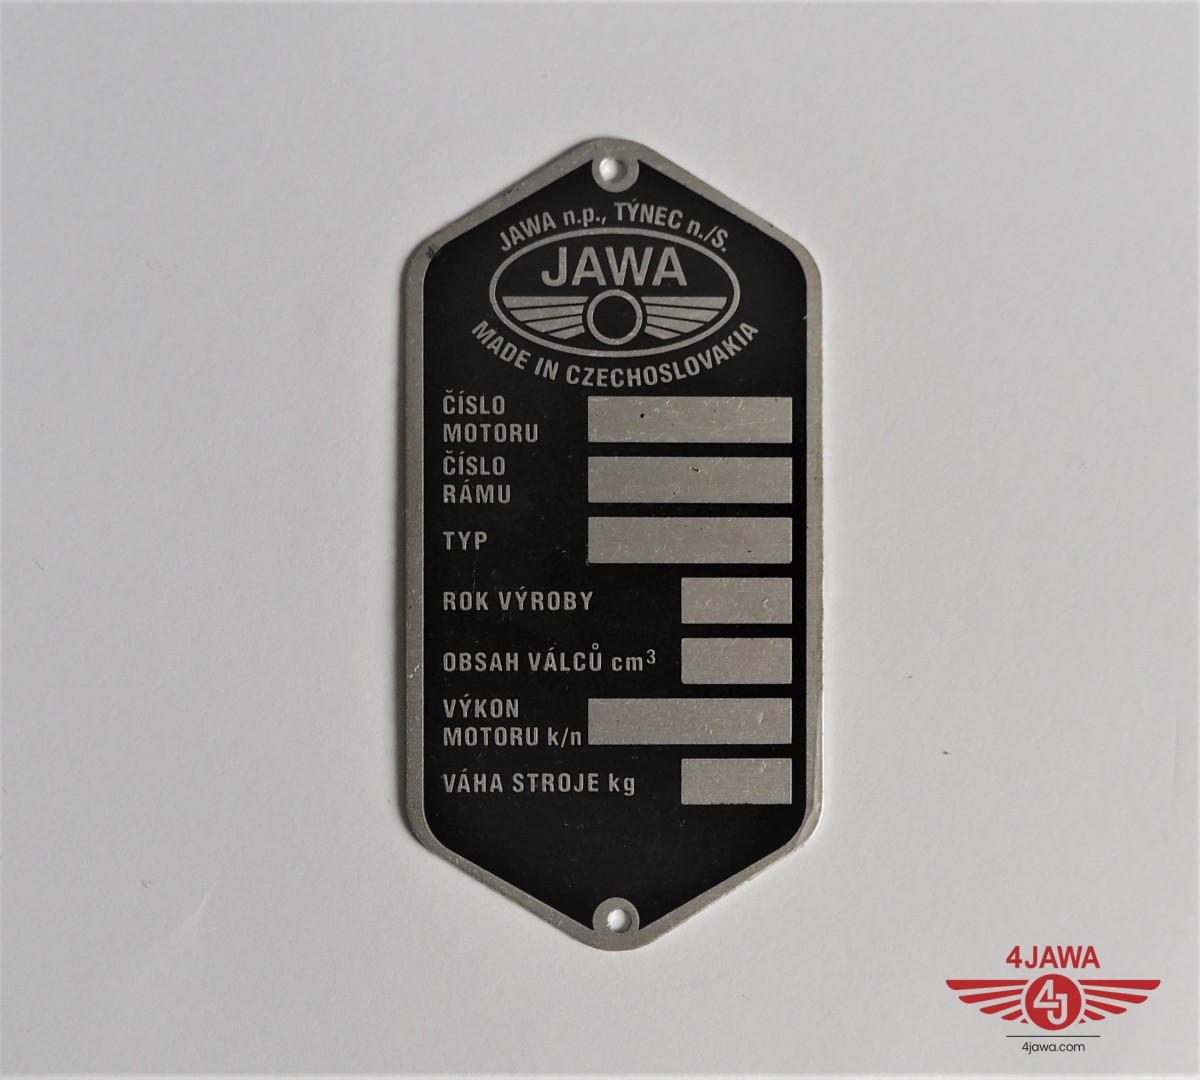 JAWA n.p., TÝNEC n./S.
JAWA
MADE IN CZECHOSLOVAKIA
ČÍSLO
MOTORU
ČÍSLO
RÁMU
TYP
ROK VÝROBY
OBSAH VÁLCŮ cm³
VÝKON
MOTORU k/n
VÁHA STROJE kg
4JAWA
4J
4jawa.com